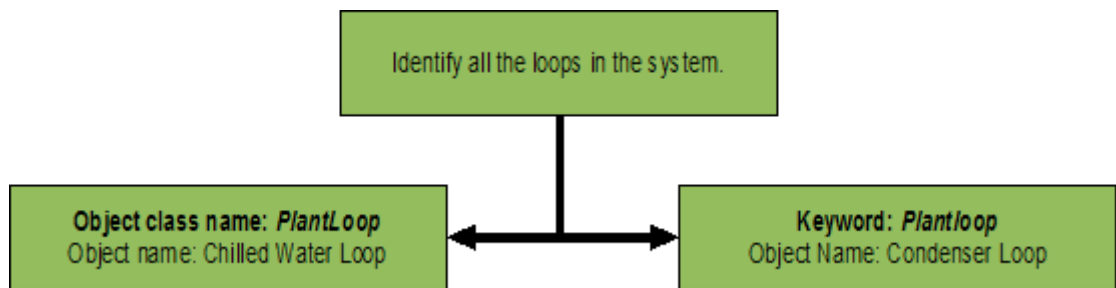 Identify all the loops in the system.
Object class name: PlantLoop
Object name: Chilled Water Loop
Keyword: Plantloop
Object Name: Condenser Loop